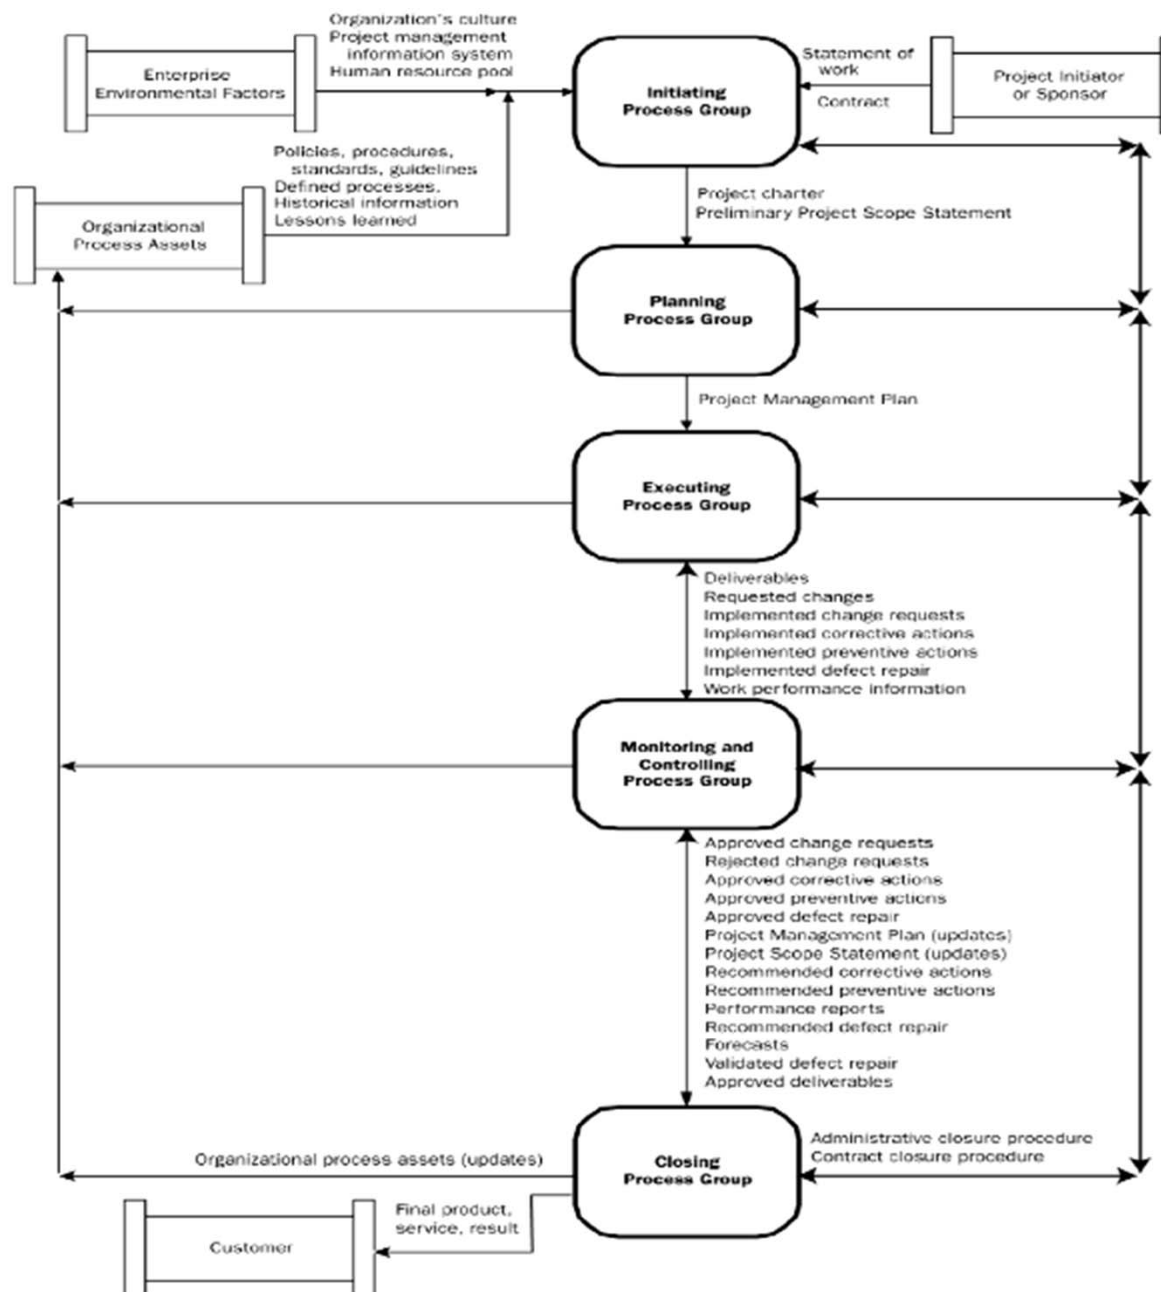 Organization's culture
Project management
information system
Human resource pool
Enterprise
Environmental Factors
Initiating
Process Group
Statement of
work
Contract
Project Initiator
or Sponsor
Policies, procedures,
standards, guidelines
Defined processes.
Historical information
Lessons learned
Organizational
Process Assets
Project charter
Preliminary Project Scope Statement
Planning
Process Group
Project Management Plan
Executing
Process Group
Deliverables
Requested changes
Implemented change requests
Implemented corrective actions
Implemented preventive actions
Implemented defect repair
Work performance information
Monitoring and
Controlling
Process Group
Approved change requests
Rejected change requests
Approved corrective actions
Approved preventive actions
Approved defect repair
Project Management Plan (updates)
Project Scope Statement (updates)
Recommended corrective actions
Recommended preventive actions
Performance reports
Recommended defect repair
Forecasts
Validated defect repair
Approved deliverables
Organizational process assets (updates)
Closing
Process Group
Administrative closure procedure
Contract closure procedure
Final product,
service, result
Customer